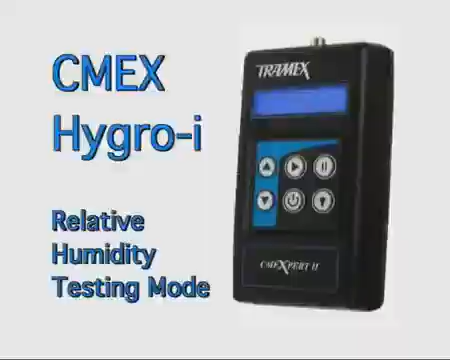 CMEX
Hygro-i
Relative
Humidity
Testing Mode
TRAMEX
CMEXPERT II